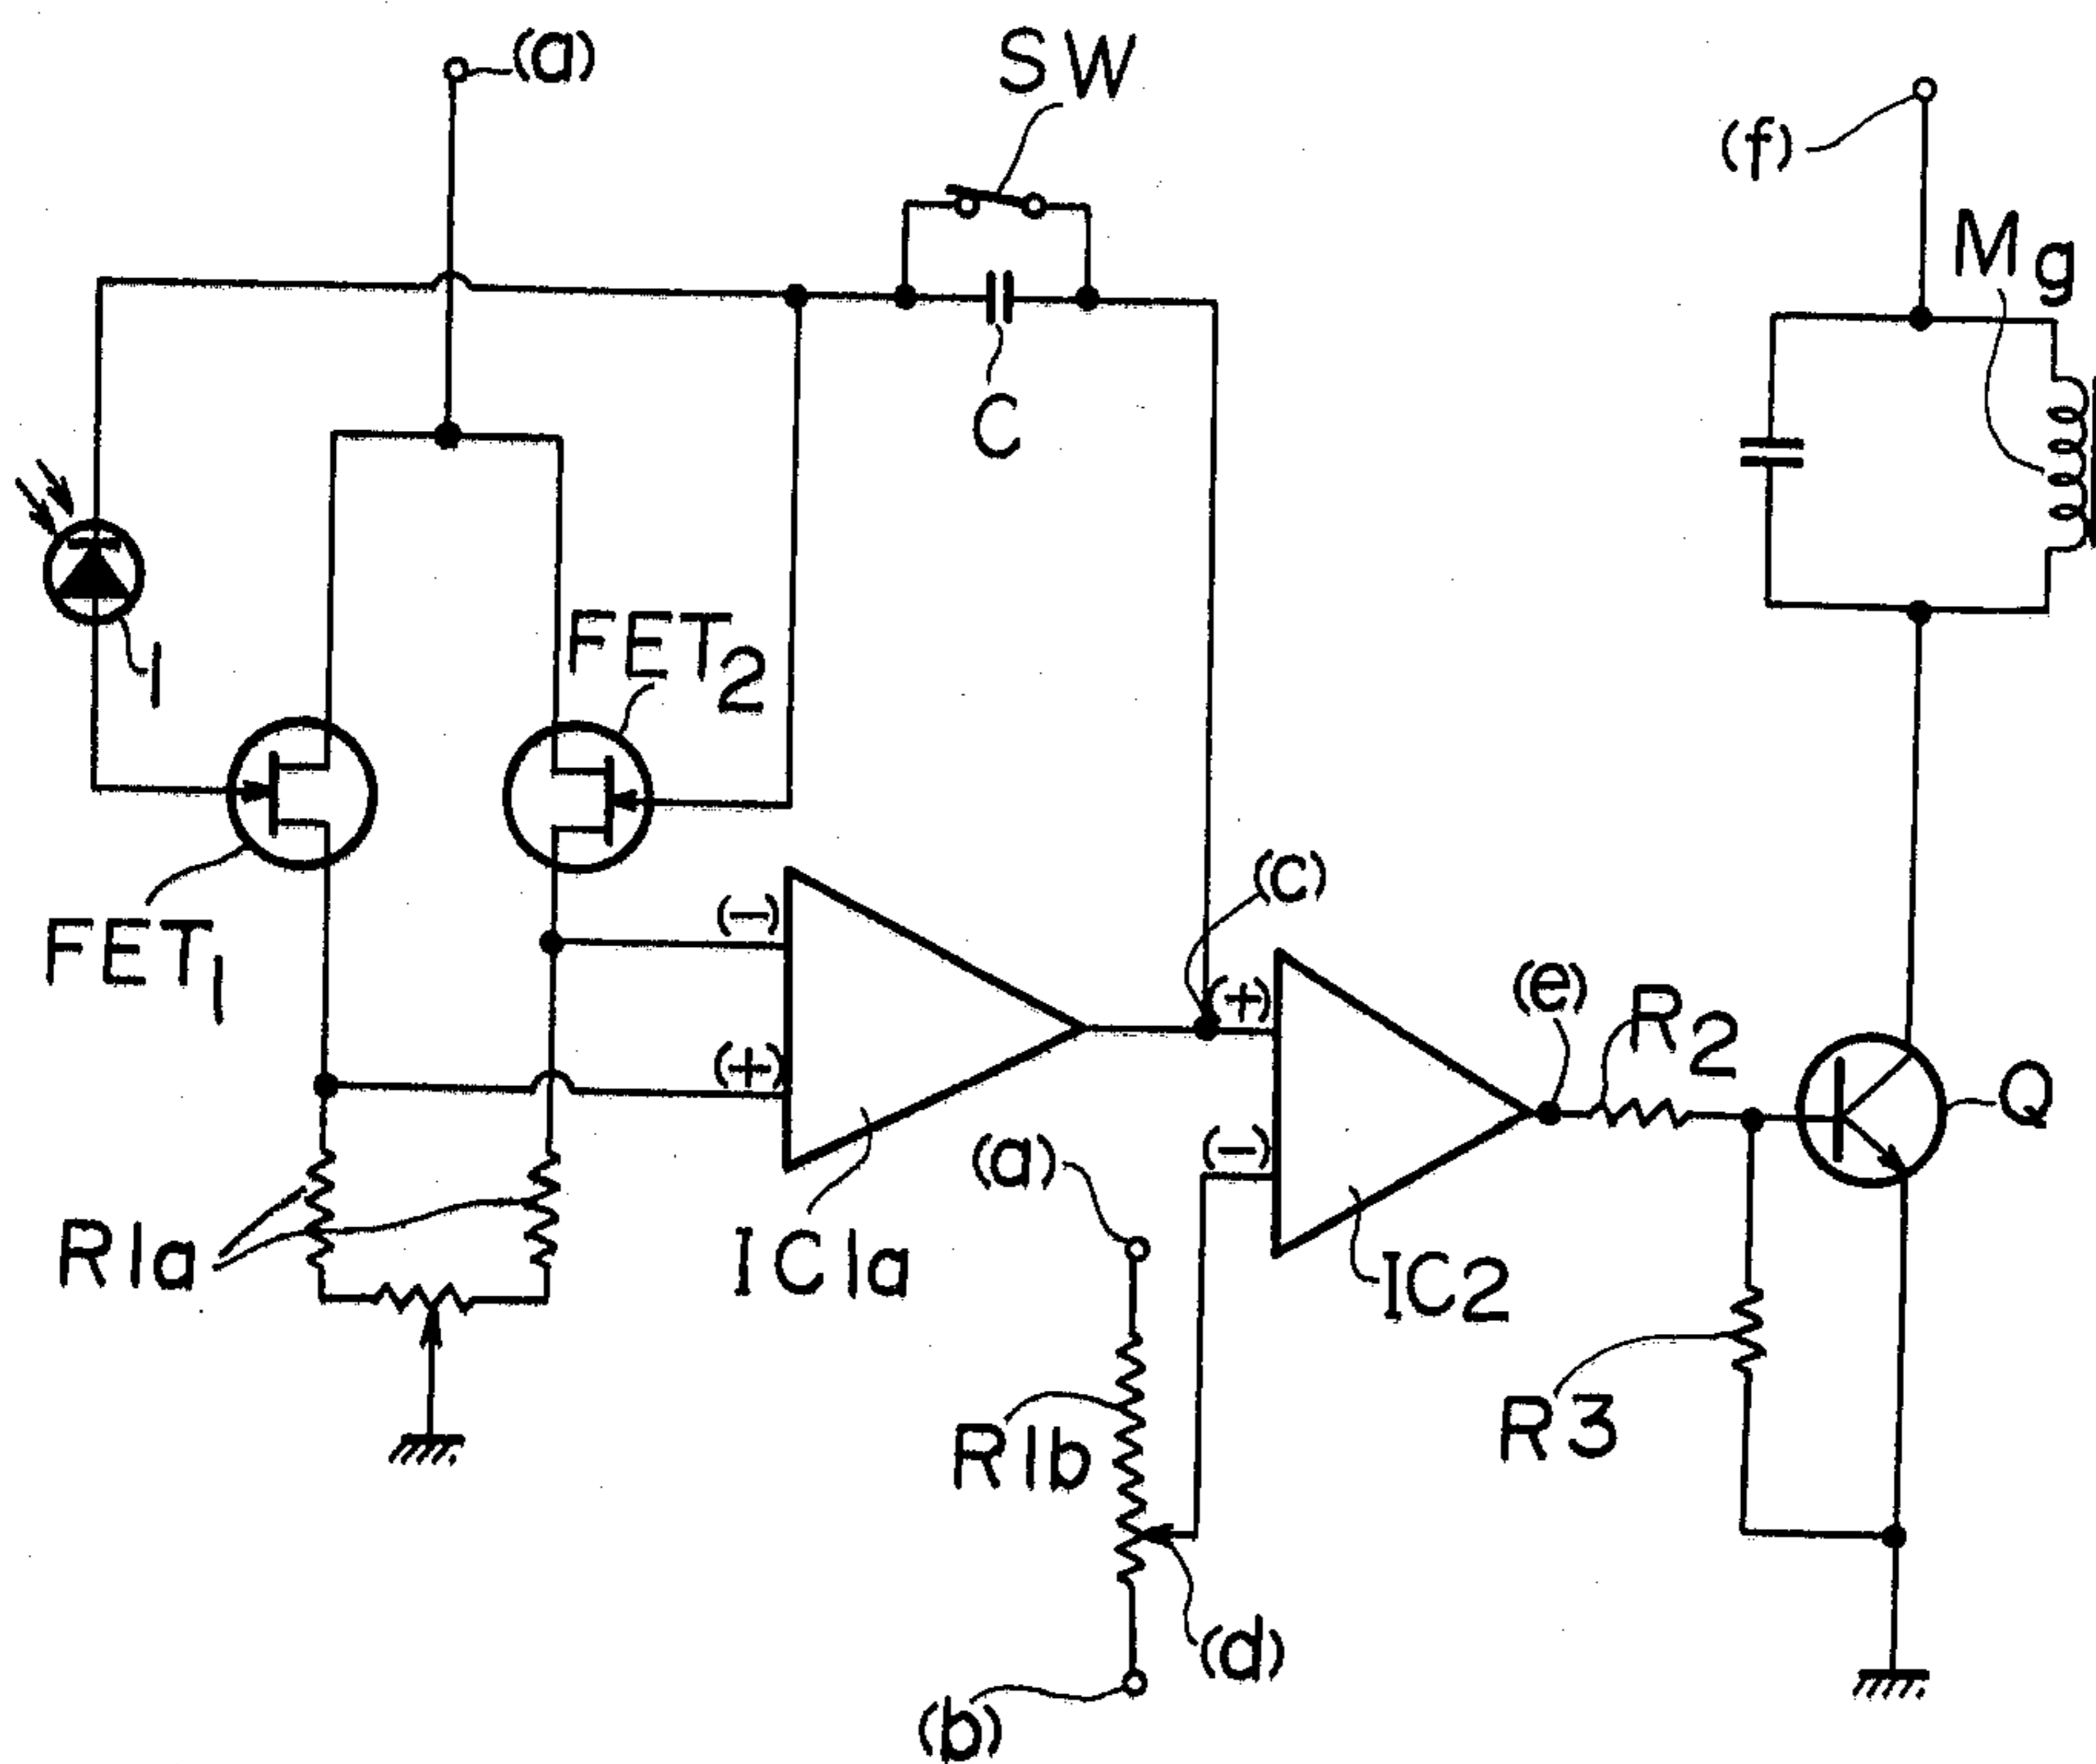 (a)
SW
(f)
Mg
C
1
FET2
FET1
(-)
(c)
(+)
(e)
R2
(+)
Q
(a)
(-)
R1a
IC1a
IC2
R1b
R3
(d)
(b)